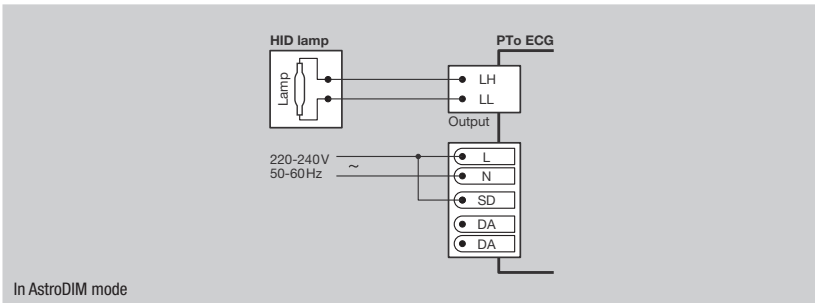 HID lamp
PTo ECG
Lamp
LH
LL
Output
220-240V
50-60Hz
~
L
N
SD
DA
DA
In AstroDIM mode